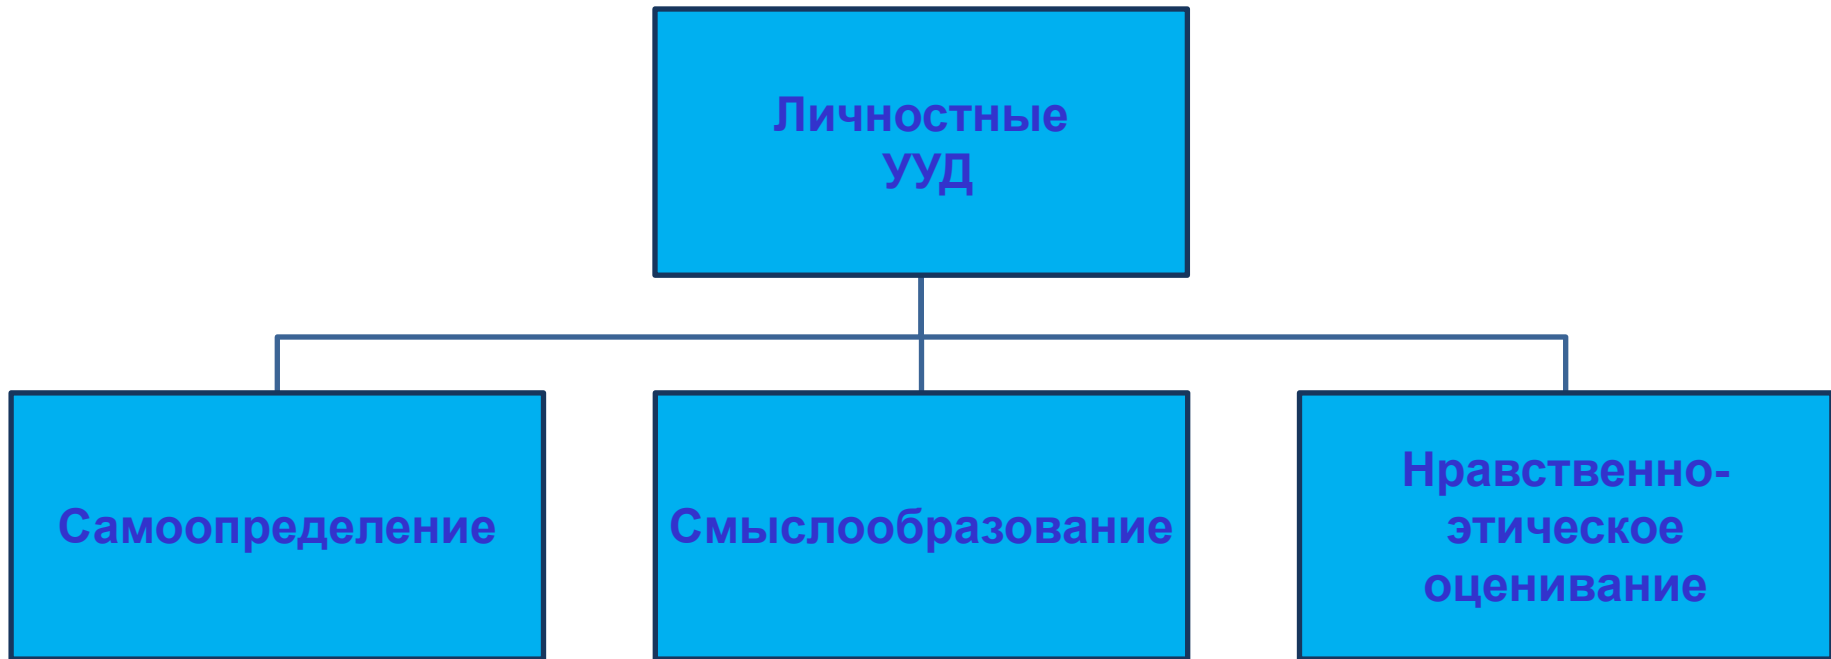 Личностные
УУД
Самоопределение
Смыслообразование
Нравственно-
этическое
оценивание